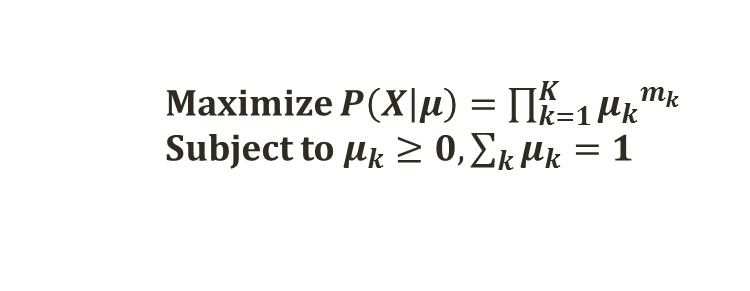 Maximize P(X|μ) = ∏_{k=1}^{K} μ_k^{m_k}
Subject to μ_k ≥ 0, ∑_k μ_k = 1